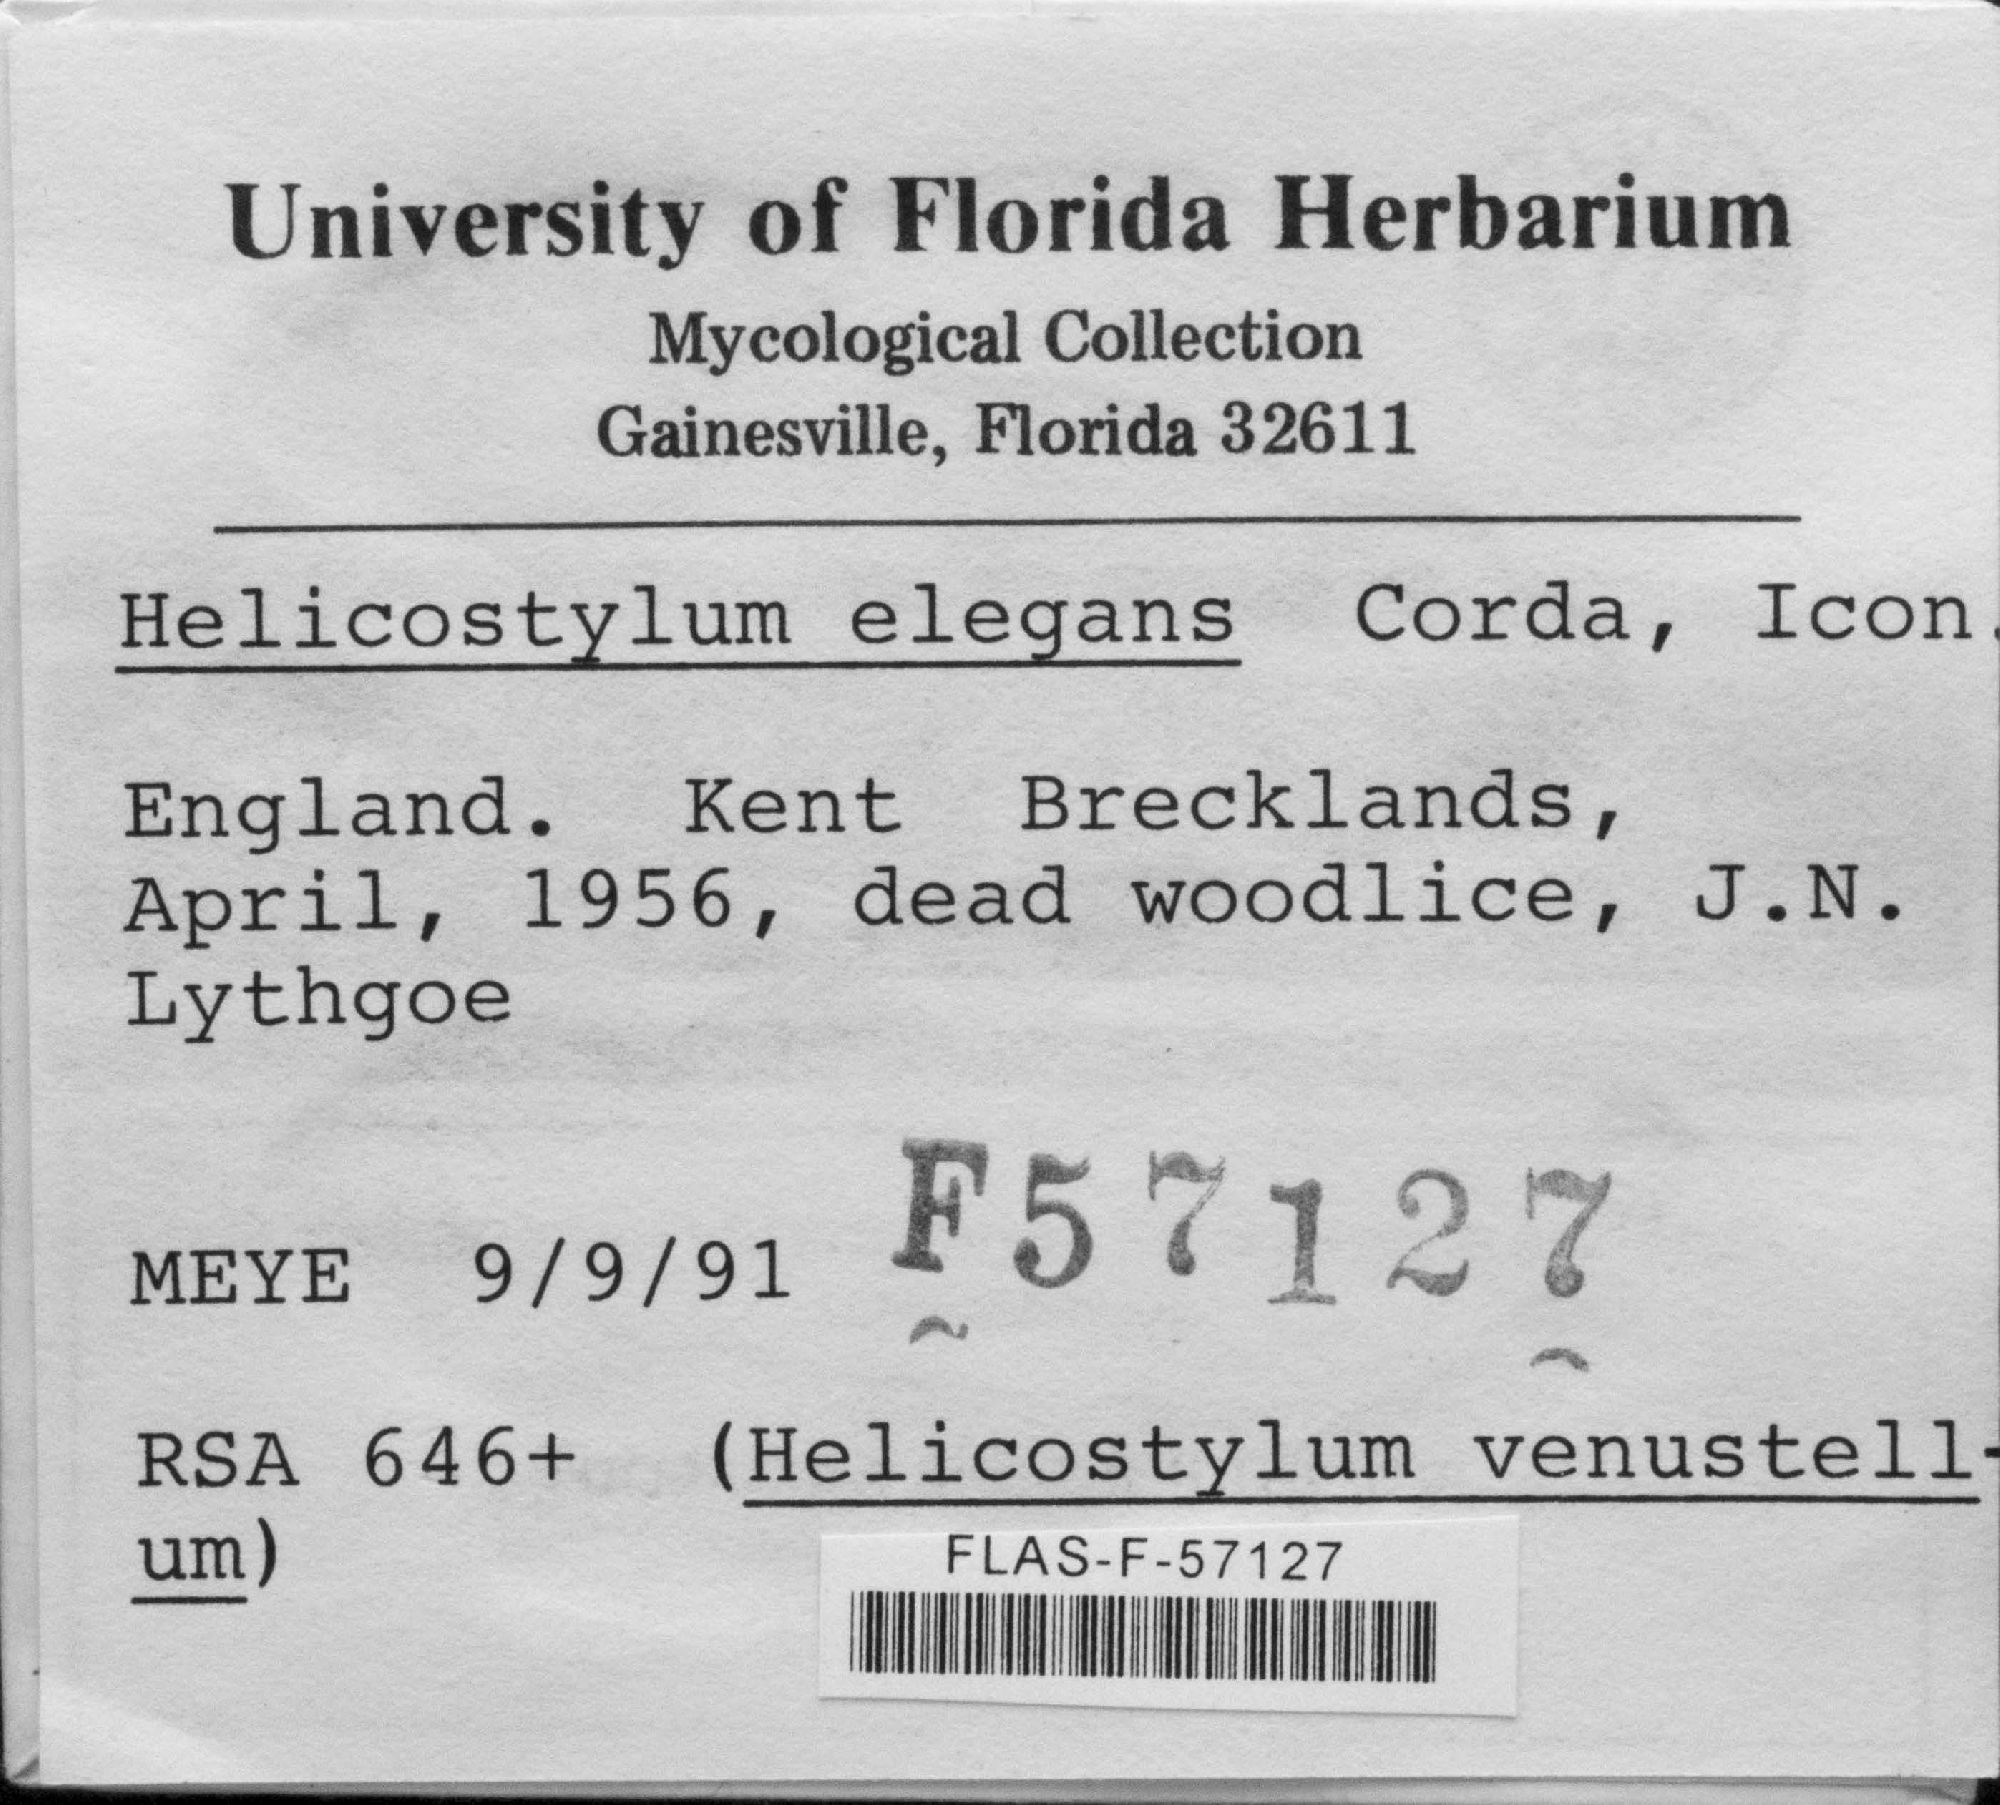 University of Florida Herbarium
Mycological Collection
Gainesville, Florida 32611
Helicostylum elegans Corda, Icon.
England. Kent Brecklands,
April, 1956, dead woodlice, J.N.
Lythgoe
MEYE 9/9/91 F57127
RSA 646+ (Helicostylum venustell-
um)
FLAS-F-57127